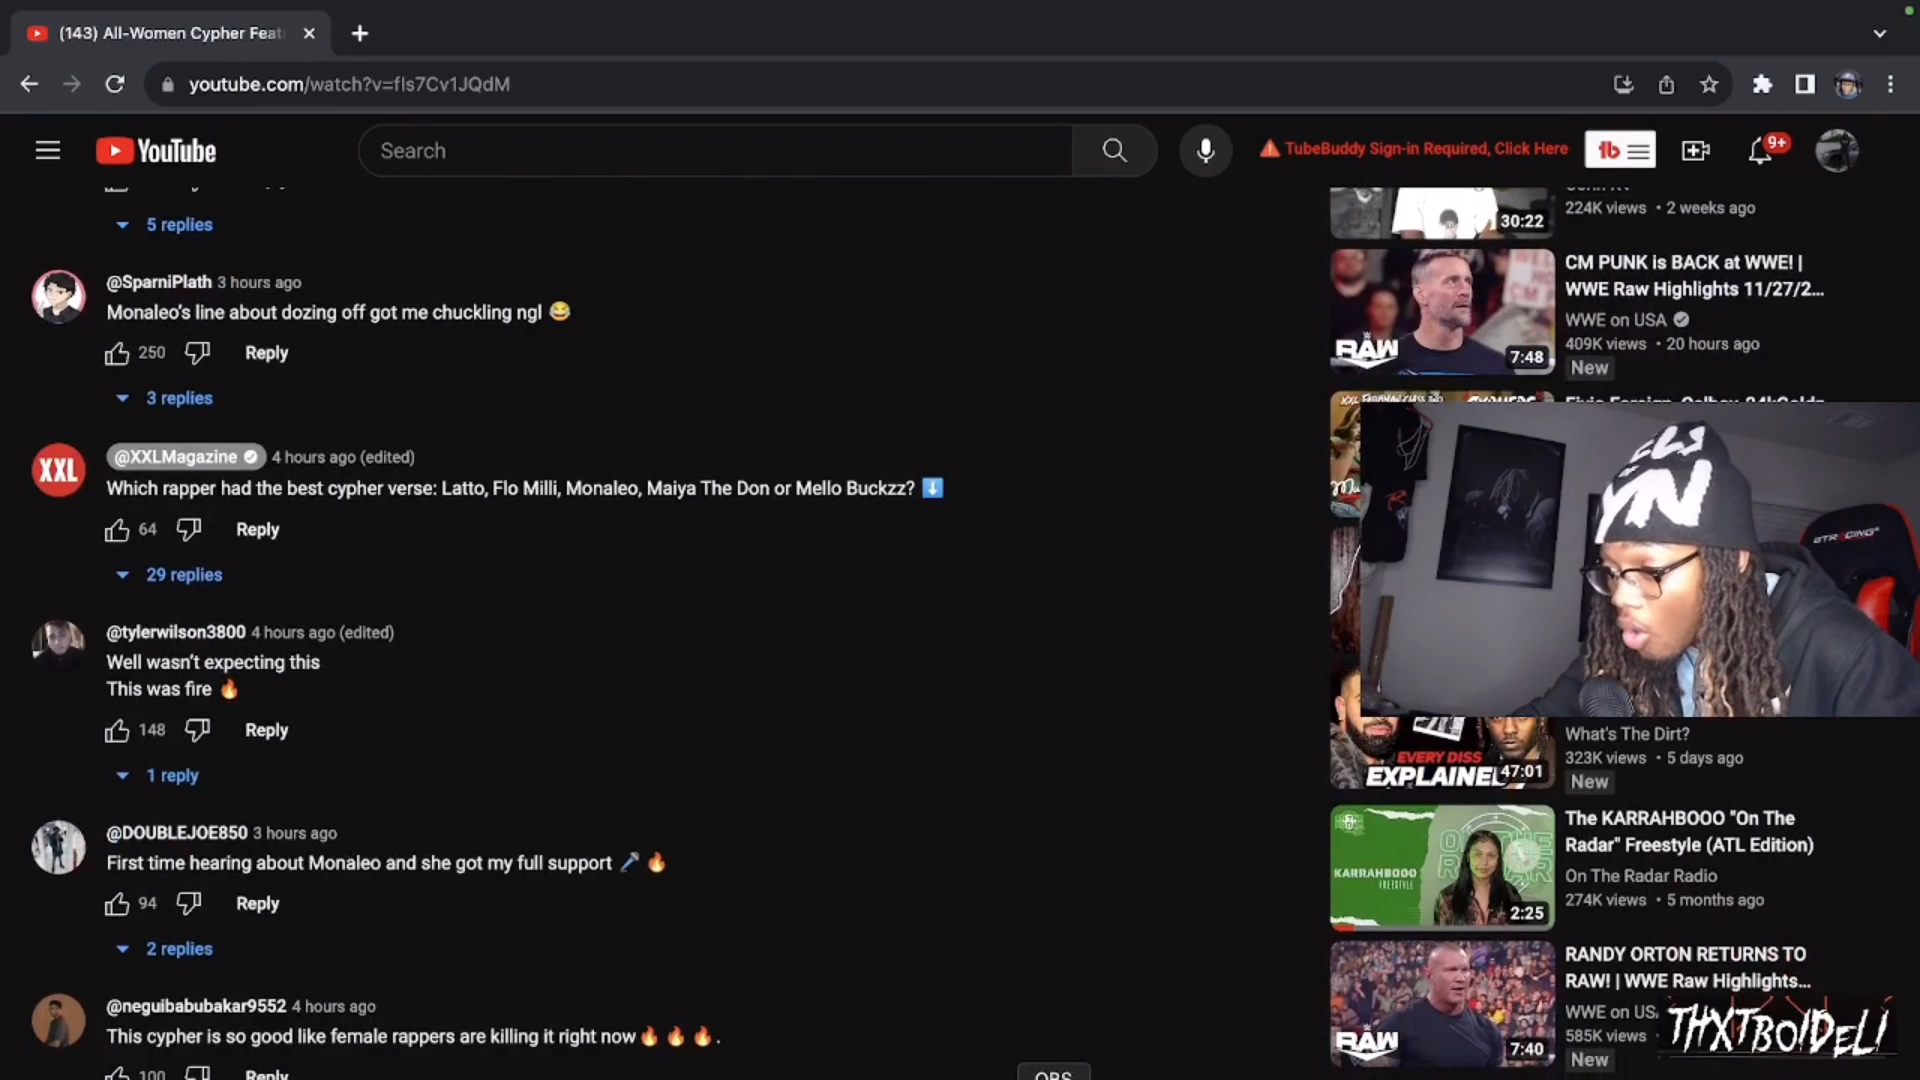 (143) All-Women Cypher Feat
youtube.com/watch?v=fIs7Cv1JQdM
YouTube
Search
TubeBuddy Sign-in Required, Click Here
9+
5 replies
@SparniPlath 3 hours ago
Monaleo's line about dozing off got me chuckling ngl 😂
250 Reply
3 replies
XXL
@XXLMagazine 4 hours ago (edited)
Which rapper had the best cypher verse: Latto, Flo Milli, Monaleo, Maiya The Don or Mello Buckzz? ⬇️
64 Reply
29 replies
@tylerwilson3800 4 hours ago (edited)
Well wasn't expecting this
This was fire 🔥
148 Reply
1 reply
@DOUBLEJOE850 3 hours ago
First time hearing about Monaleo and she got my full support 🎤 🔥
94 Reply
2 replies
@neguibabubakar9552 4 hours ago
This cypher is so good like female rappers are killing it right now 🔥 🔥 🔥 .
100 Reply
OBS
30:22
224K views • 2 weeks ago
RAW
7:48
CM PUNK is BACK at WWE! |
WWE Raw Highlights 11/27/2...
WWE on USA
409K views • 20 hours ago
New
GTRACING
EVERY DISS
EXPLAINED
47:01
What's The Dirt?
323K views • 5 days ago
New
KARRAHBOOO
FREESTYLE
2:25
The KARRAHBOOO "On The
Radar" Freestyle (ATL Edition)
On The Radar Radio
274K views • 5 months ago
RAW
7:40
RANDY ORTON RETURNS TO
RAW! | WWE Raw Highlights...
WWE on US
585K views
New
THXTBOIDELI